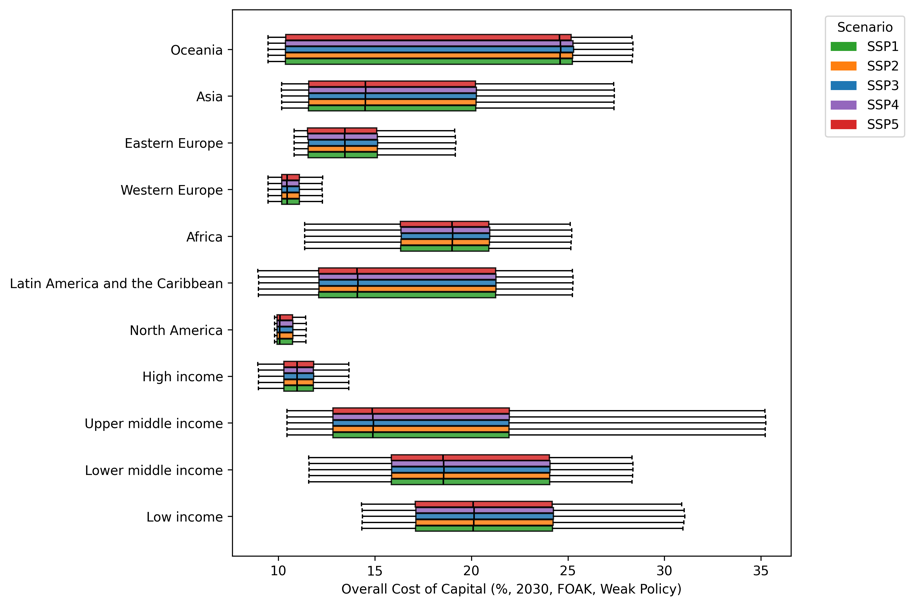 Scenario
SSP1
SSP2
SSP3
SSP4
SSP5
Oceania
Asia
Eastern Europe
Western Europe
Africa
Latin America and the Caribbean
North America
High income
Upper middle income
Lower middle income
Low income
10 15 20 25 30 35
Overall Cost of Capital (%, 2030, FOAK, Weak Policy)